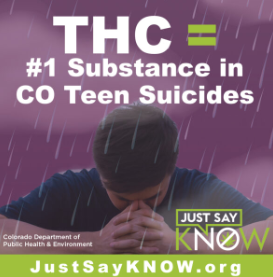 THC =
#1 Substance in
CO Teen Suicides
JUST SAY
KNOW
Colorado Department of
Public Health & Environment
JustSayKNOW.org